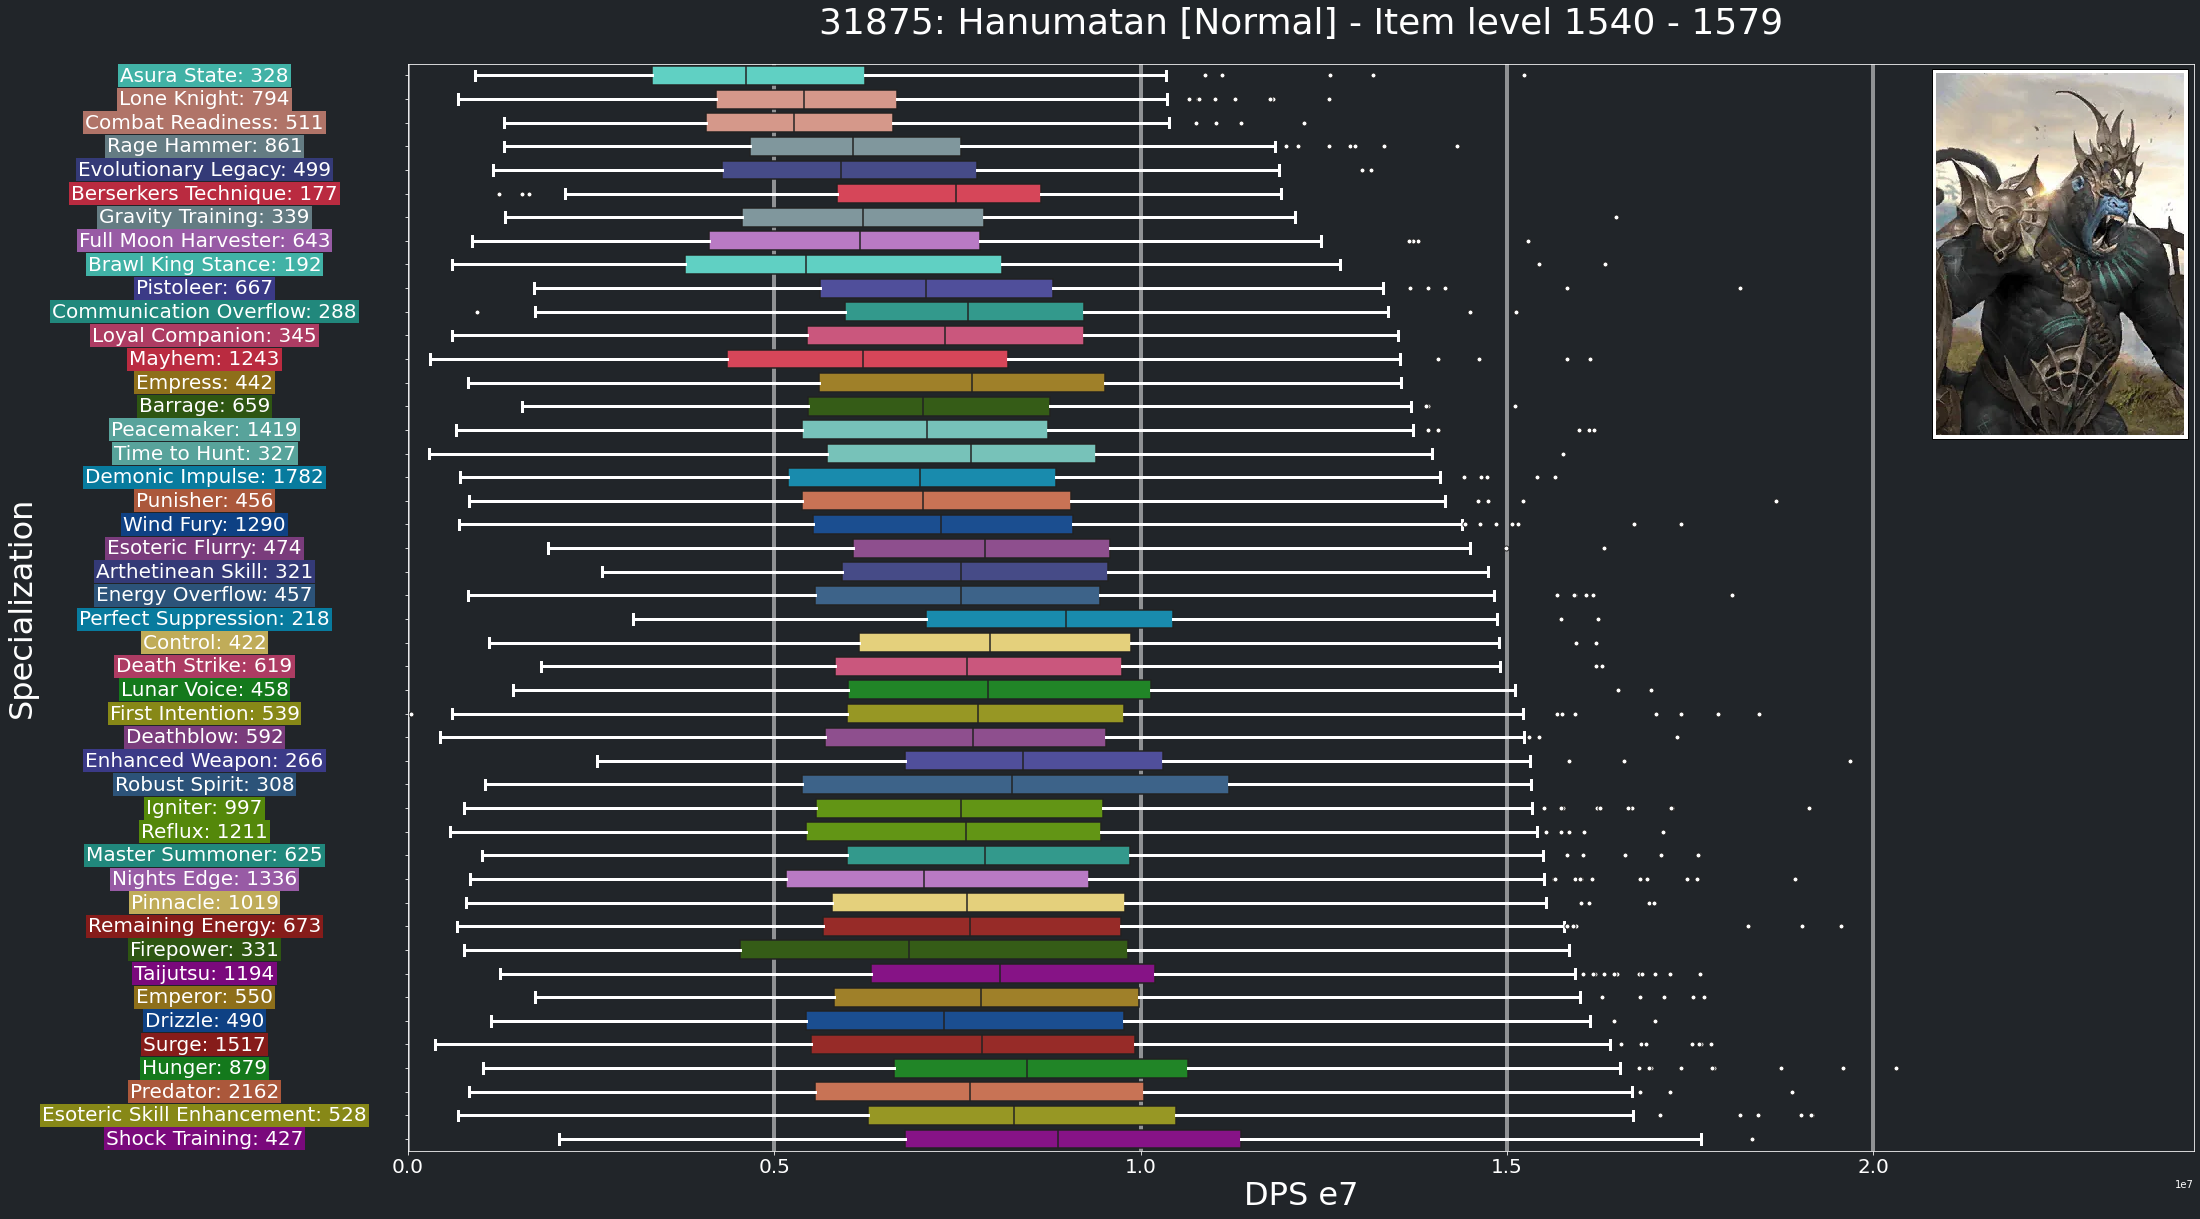 31875: Hanumatan [Normal] - Item level 1540 - 1579
Specialization
Asura State: 328
Lone Knight: 794
Combat Readiness: 511
Rage Hammer: 861
Evolutionary Legacy: 499
Berserkers Technique: 177
Gravity Training: 339
Full Moon Harvester: 643
Brawl King Stance: 192
Pistoleer: 667
Communication Overflow: 288
Loyal Companion: 345
Mayhem: 1243
Empress: 442
Barrage: 659
Peacemaker: 1419
Time to Hunt: 327
Demonic Impulse: 1782
Punisher: 456
Wind Fury: 1290
Esoteric Flurry: 474
Arthetinean Skill: 321
Energy Overflow: 457
Perfect Suppression: 218
Control: 422
Death Strike: 619
Lunar Voice: 458
First Intention: 539
Deathblow: 592
Enhanced Weapon: 266
Robust Spirit: 308
Igniter: 997
Reflux: 1211
Master Summoner: 625
Nights Edge: 1336
Pinnacle: 1019
Remaining Energy: 673
Firepower: 331
Taijutsu: 1194
Emperor: 550
Drizzle: 490
Surge: 1517
Hunger: 879
Predator: 2162
Esoteric Skill Enhancement: 528
Shock Training: 427
0.0 0.5 1.0 1.5 2.0
DPS e7
1e7